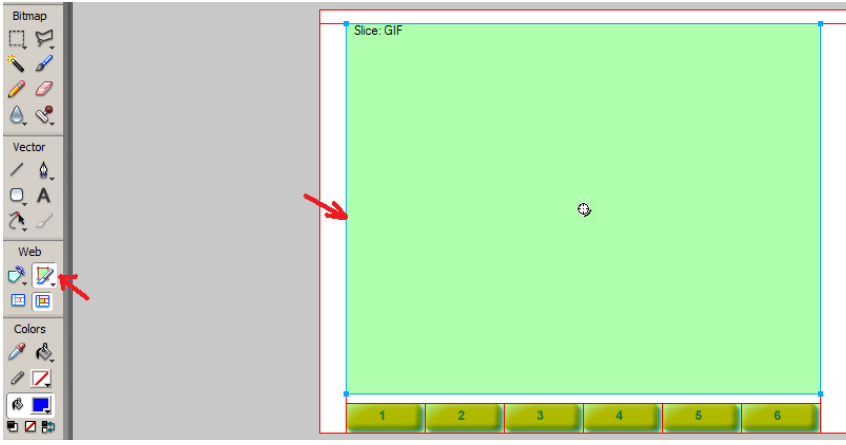 Bitmap
Slice: GIF
Vector
A
Web
Colors
1 2 3 4 5 6